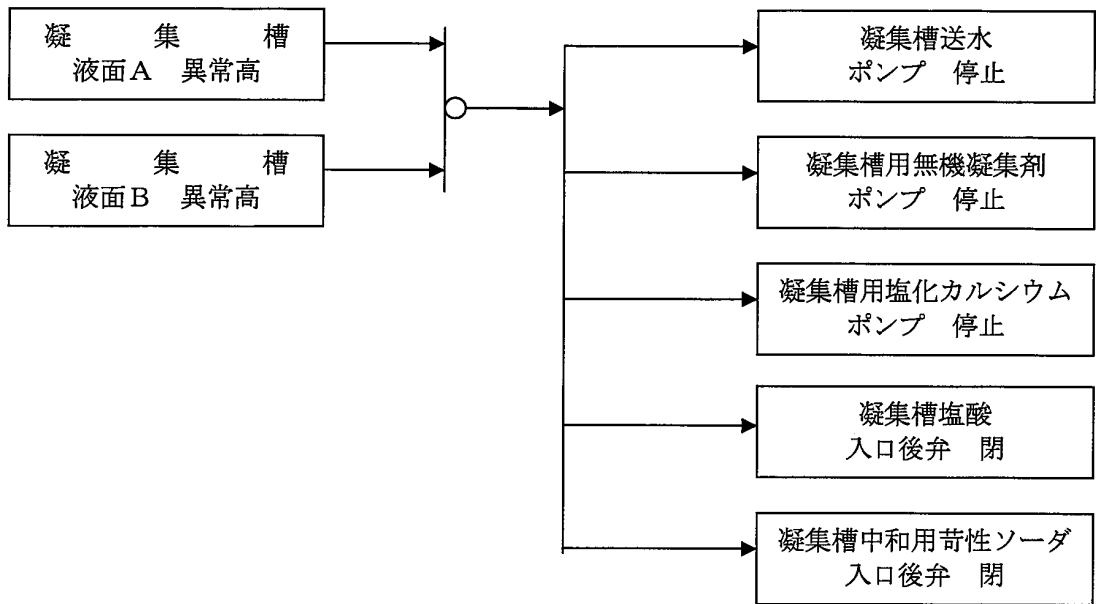 凝　集　槽
液面A　異常高
凝　集　槽
液面B　異常高
凝集槽送水
ポンプ　停止
凝集槽用無機凝集剤
ポンプ　停止
凝集槽用塩化カルシウム
ポンプ　停止
凝集槽塩酸
入口後弁　閉
凝集槽中和用苛性ソーダ
入口後弁　閉